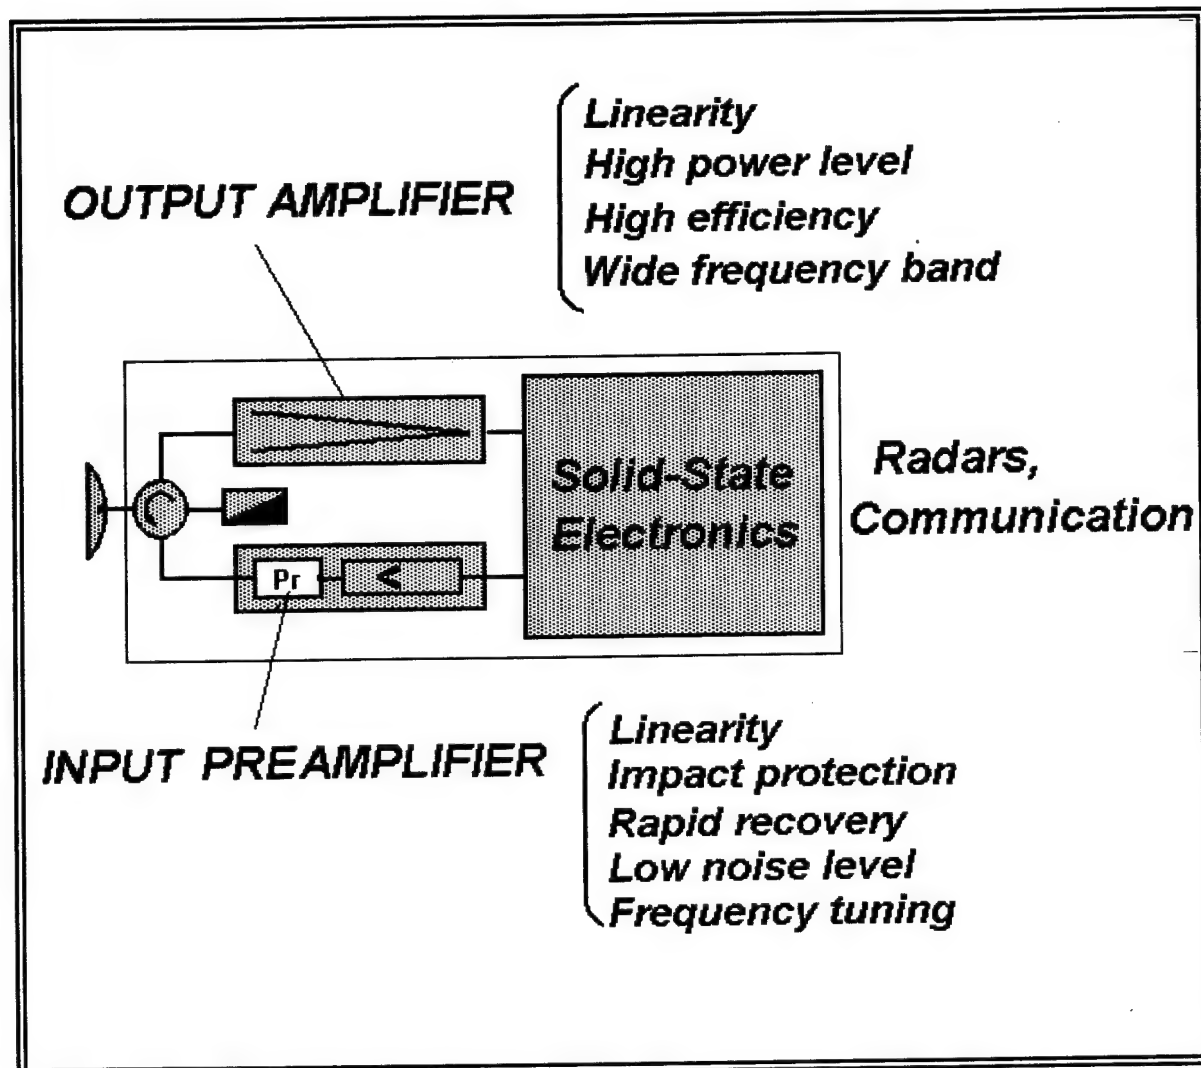 Linearity
High power level
High efficiency
Wide frequency band
OUTPUT AMPLIFIER
Solid-State
Electronics
Radars,
Communication
Pr
<
INPUT PREAMPLIFIER
Linearity
Impact protection
Rapid recovery
Low noise level
Frequency tuning